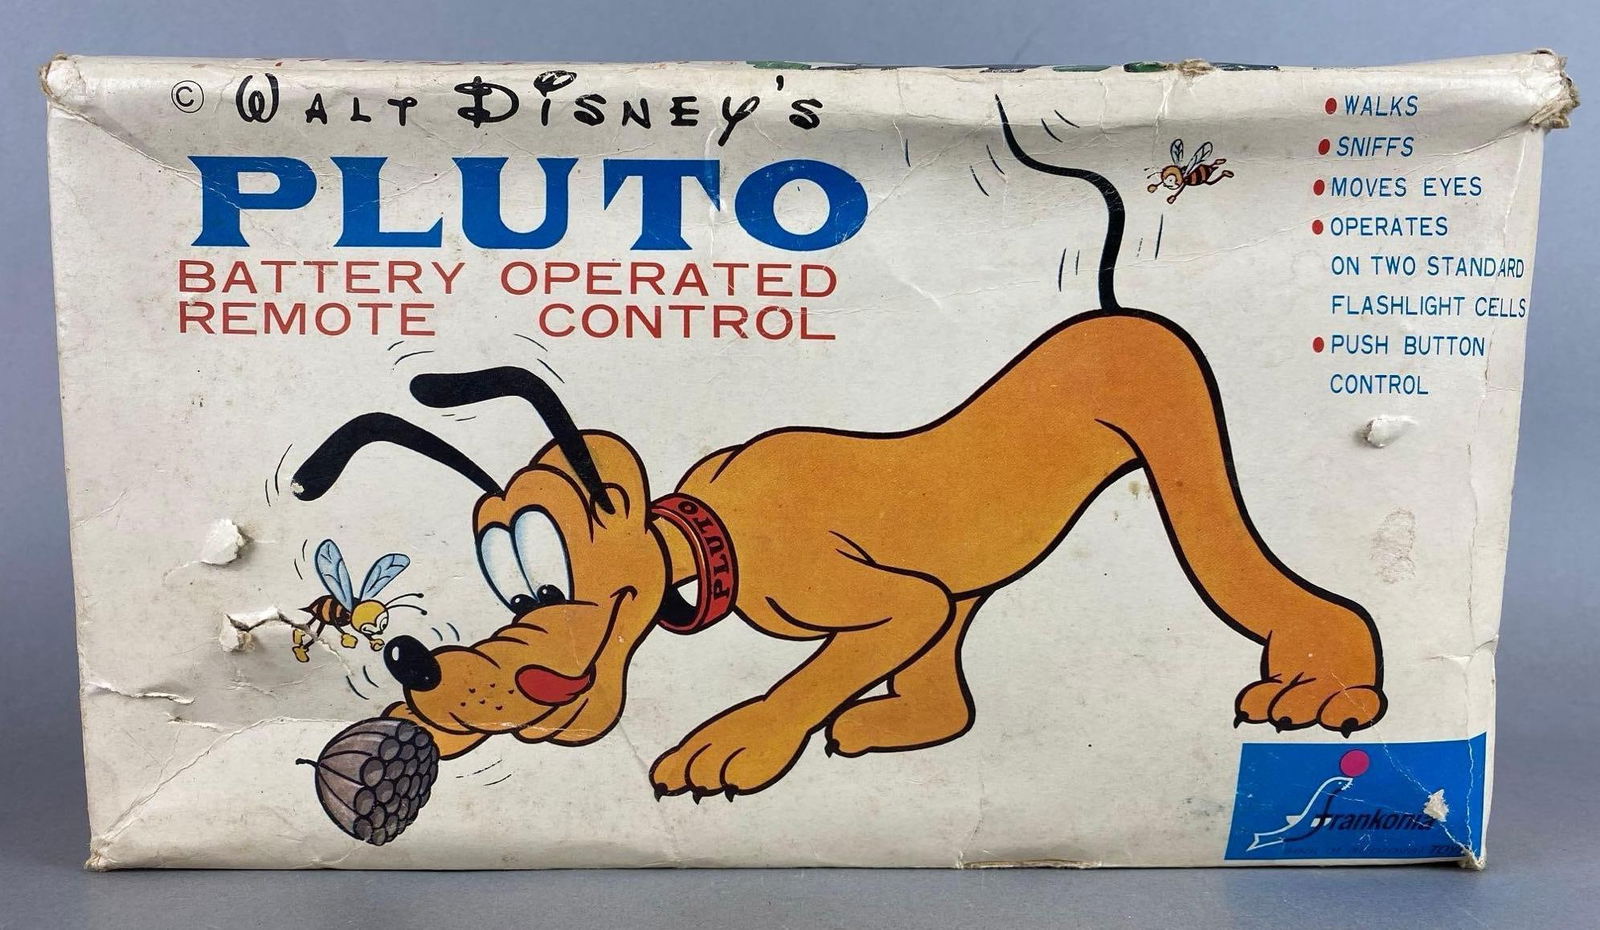 © WALT DISNEY'S
PLUTO
BATTERY OPERATED
REMOTE CONTROL
• WALKS
• SNIFFS
• MOVES EYES
• OPERATES
ON TWO STANDARD
FLASHLIGHT CELLS
• PUSH BUTTON
CONTROL
PLUTO
frankonia